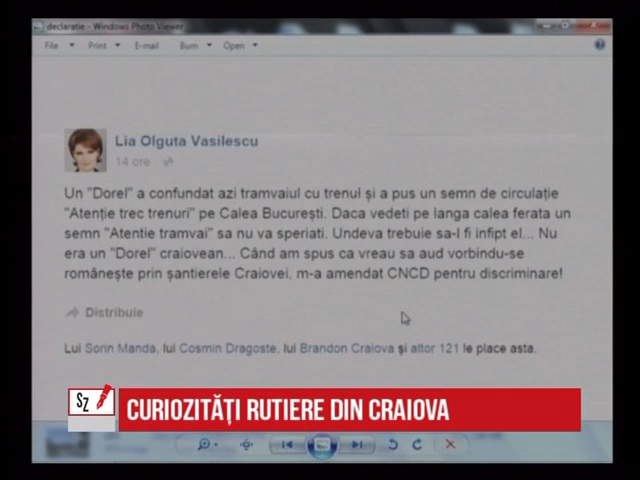 declaratie - Windows Photo Viewer
File Print E-mail Burn Open
Lia Olguta Vasilescu
14 ore
Un "Dorel" a confundat azi tramvaiul cu trenul și a pus un semn de circulație
"Atenție trec trenuri" pe Calea București. Daca vedeti pe langa calea ferata un
semn "Atentie tramvai" sa nu va speriati. Undeva trebuie sa-l fi infipt el... Nu
era un "Dorel" craiovean... Când am spus ca vreau sa aud vorbindu-se
românește prin șantierele Craiovei, m-a amendat CNCD pentru discriminare!
Distribuie
Lui Sorin Manda, lui Cosmin Dragoste, lui Brandon Craiova și altor 121 le place asta.
SZ
CURIOZITĂȚI RUTIERE DIN CRAIOVA